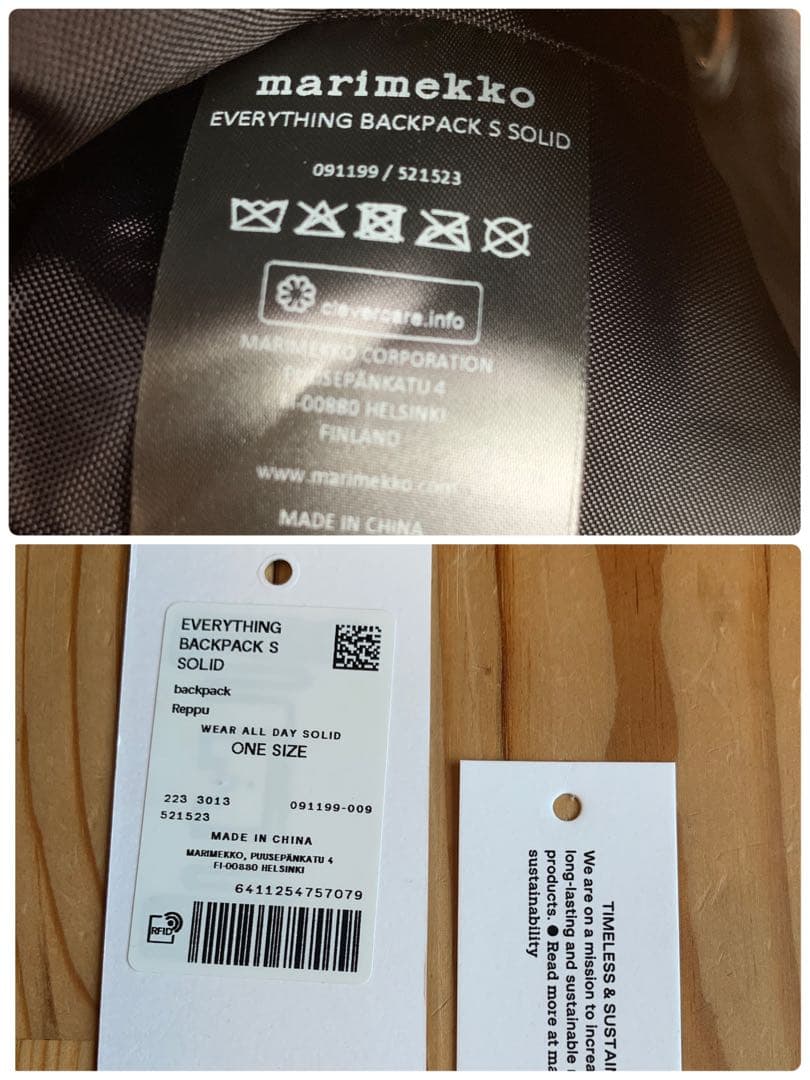 marimekko
EVERYTHING BACKPACK S SOLID
091199 / 521523
clevercare.info
MARIMEKKO CORPORATION
PUUSEPÄNKATU 4
FI-00880 HELSINKI
FINLAND
www.marimekko.com
MADE IN CHINA
EVERYTHING
BACKPACK S
SOLID
backpack
Reppu
WEAR ALL DAY SOLID
ONE SIZE
223 3013
091199-009
521523
MADE IN CHINA
MARIMEKKO, PUUSEPÄNKATU 4
FI-00880 HELSINKI
6411254757079
RFID
TIMELESS & SUSTAI
We are on a mission to increa
long-lasting and sustainable
products. ● Read more at ma
sustainability